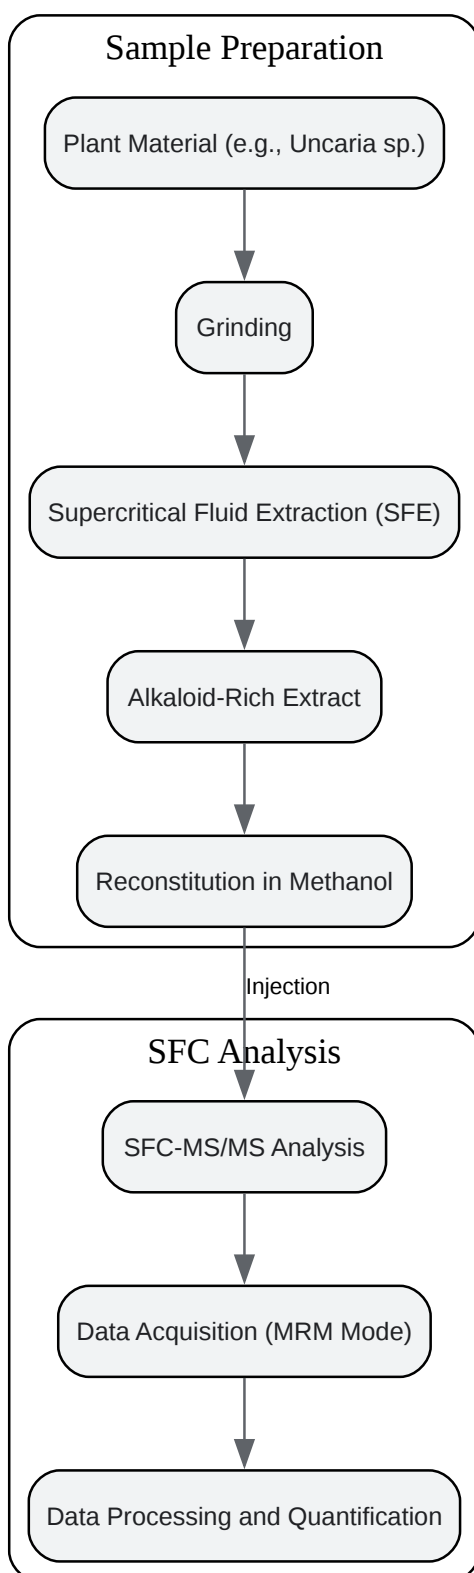 Sample Preparation
Plant Material (e.g., Uncaria sp.)
Grinding
Supercritical Fluid Extraction (SFE)
Alkaloid-Rich Extract
Reconstitution in Methanol
Injection
SFC Analysis
SFC-MS/MS Analysis
Data Acquisition (MRM Mode)
Data Processing and Quantification